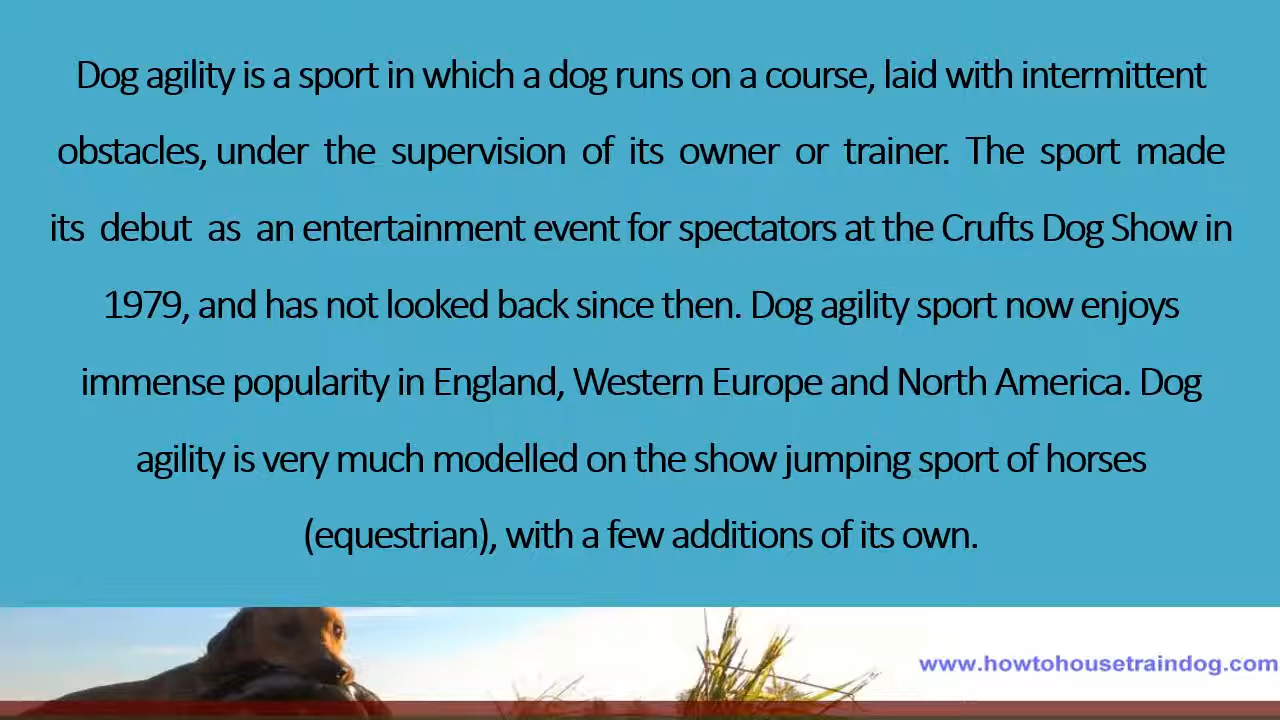 Dog agility is a sport in which a dog runs on a course, laid with intermittent
obstacles, under the supervision of its owner or trainer. The sport made
its debut as an entertainment event for spectators at the Crufts Dog Show in
1979, and has not looked back since then. Dog agility sport now enjoys
immense popularity in England, Western Europe and North America. Dog
agility is very much modelled on the show jumping sport of horses
(equestrian), with a few additions of its own.
www.howtohousetraindog.com